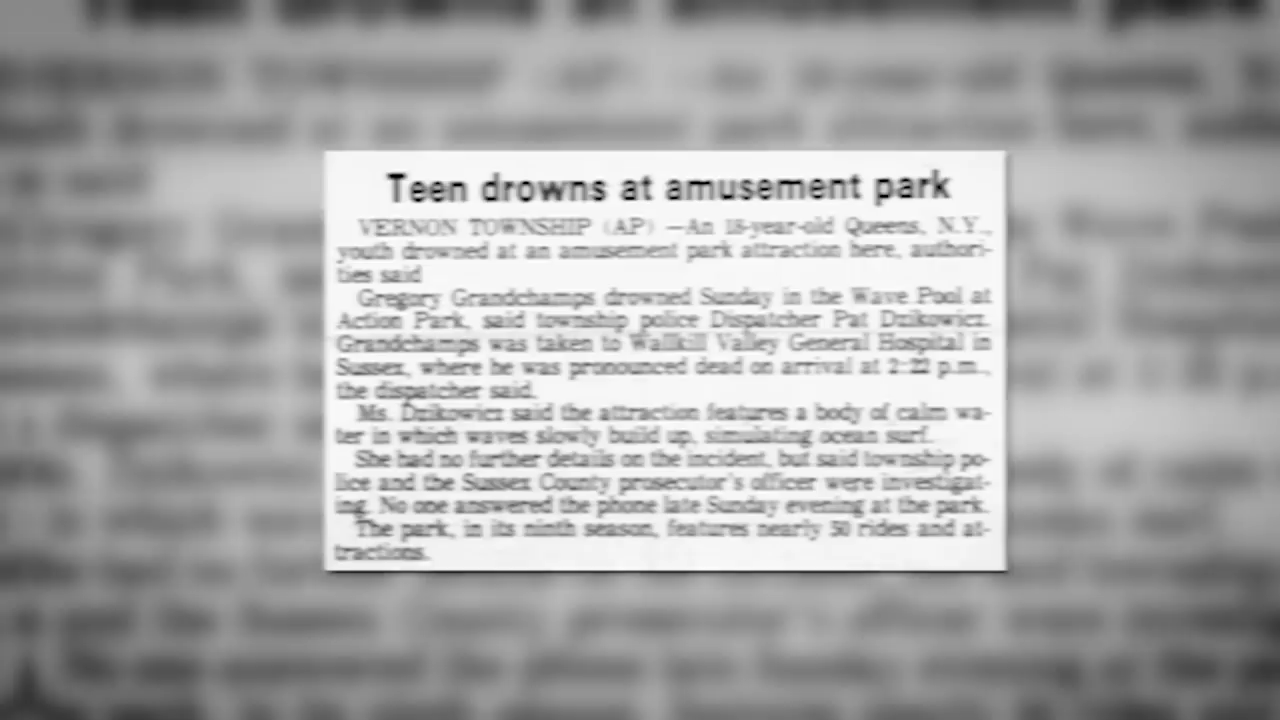 Teen drowns at amusement park
VERNON TOWNSHIP (AP) —An 18-year-old Queens, N.Y.,
youth drowned at an amusement park attraction here, authori-
ties said
Gregory Grandchamps drowned Sunday in the Wave Pool at
Action Park, said township police Dispatcher Pat Dzikowicz.
Grandchamps was taken to Wallkill Valley General Hospital in
Sussex, where he was pronounced dead on arrival at 2:22 p.m.,
the dispatcher said.
Ms. Dzikowicz said the attraction features a body of calm wa-
ter in which waves slowly build up, simulating ocean surf.
She had no further details on the incident, but said township po-
lice and the Sussex County prosecutor's officer were investigat-
ing. No one answered the phone late Sunday evening at the park.
The park, in its ninth season, features nearly 50 rides and at-
tractions.